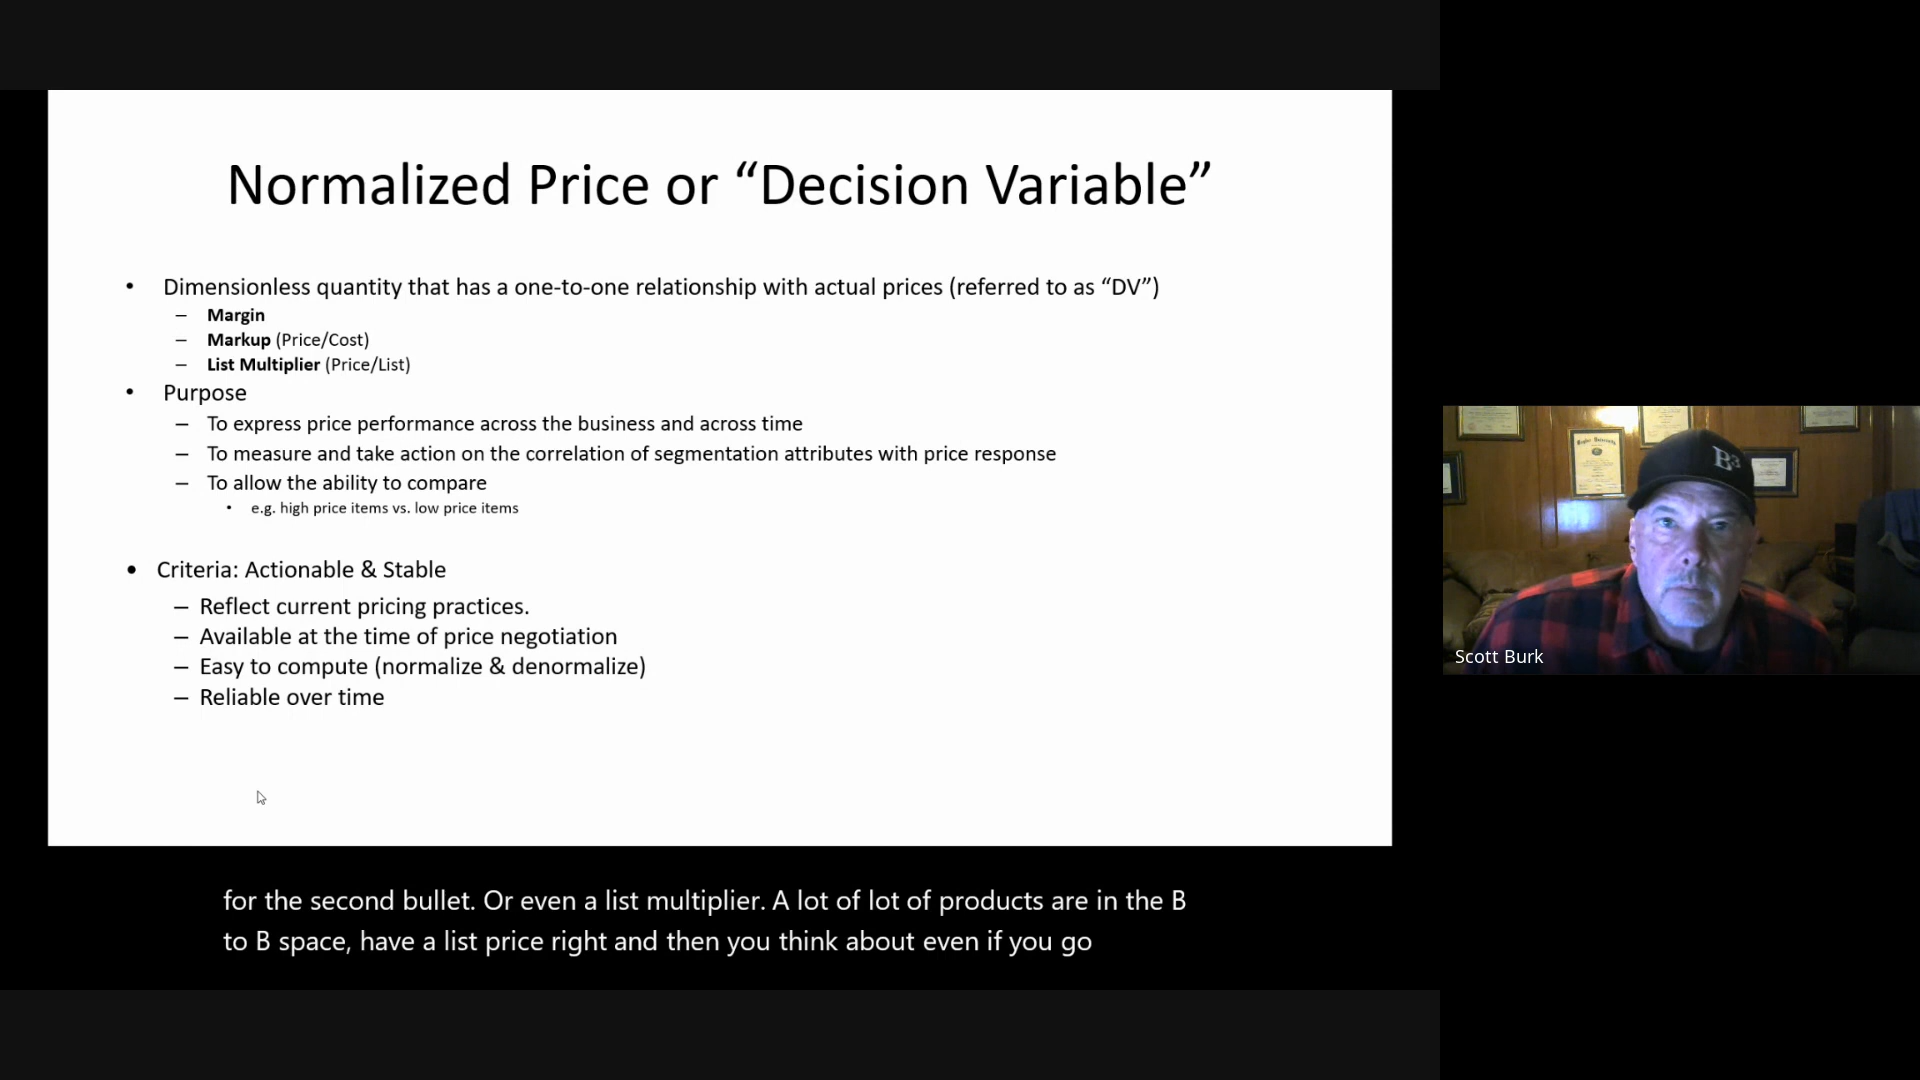 Normalized Price or “Decision Variable”
• Dimensionless quantity that has a one-to-one relationship with actual prices (referred to as “DV”)
– Margin
– Markup (Price/Cost)
– List Multiplier (Price/List)
• Purpose
– To express price performance across the business and across time
– To measure and take action on the correlation of segmentation attributes with price response
– To allow the ability to compare
• e.g. high price items vs. low price items
• Criteria: Actionable & Stable
– Reflect current pricing practices.
– Available at the time of price negotiation
– Easy to compute (normalize & denormalize)
– Reliable over time
B³
Scott Burk
for the second bullet. Or even a list multiplier. A lot of lot of products are in the B
to B space, have a list price right and then you think about even if you go